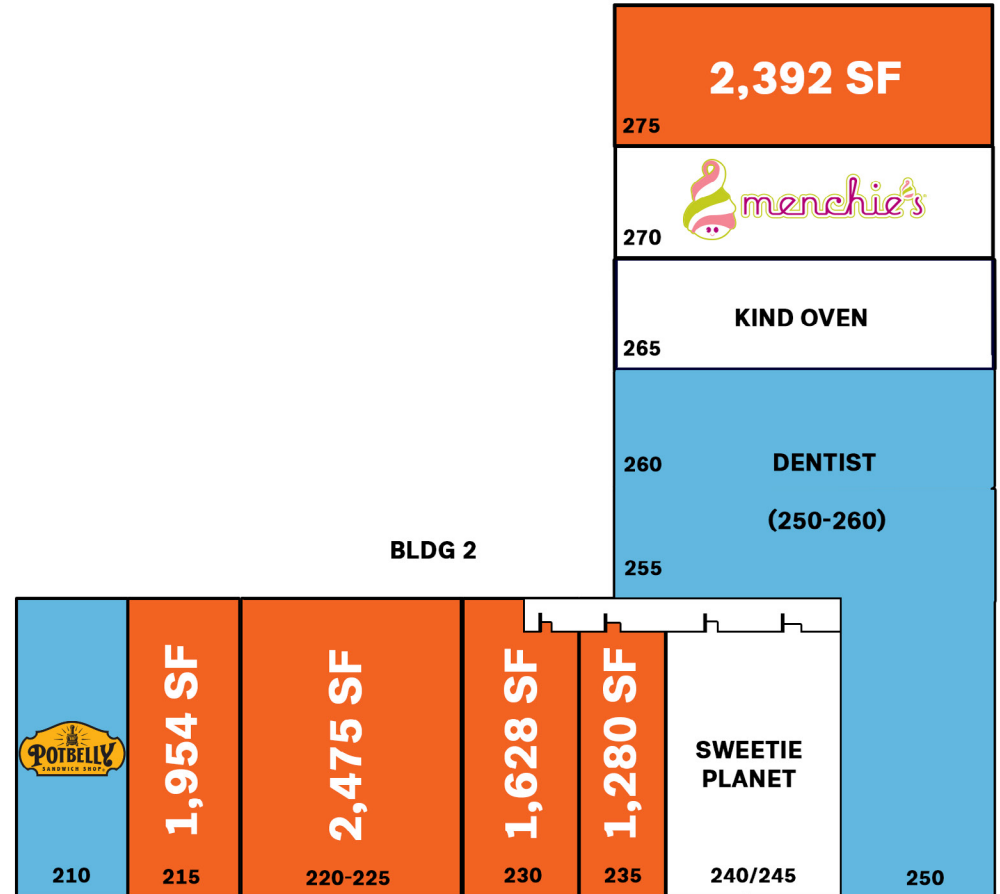 2,392 SF
275
menchie's
270
KIND OVEN
265
260
DENTIST
(250-260)
255
BLDG 2
POTBELLY
SANDWICH SHOP
210
1,954 SF
215
2,475 SF
220-225
1,628 SF
230
1,280 SF
235
SWEETIE
PLANET
240/245
250